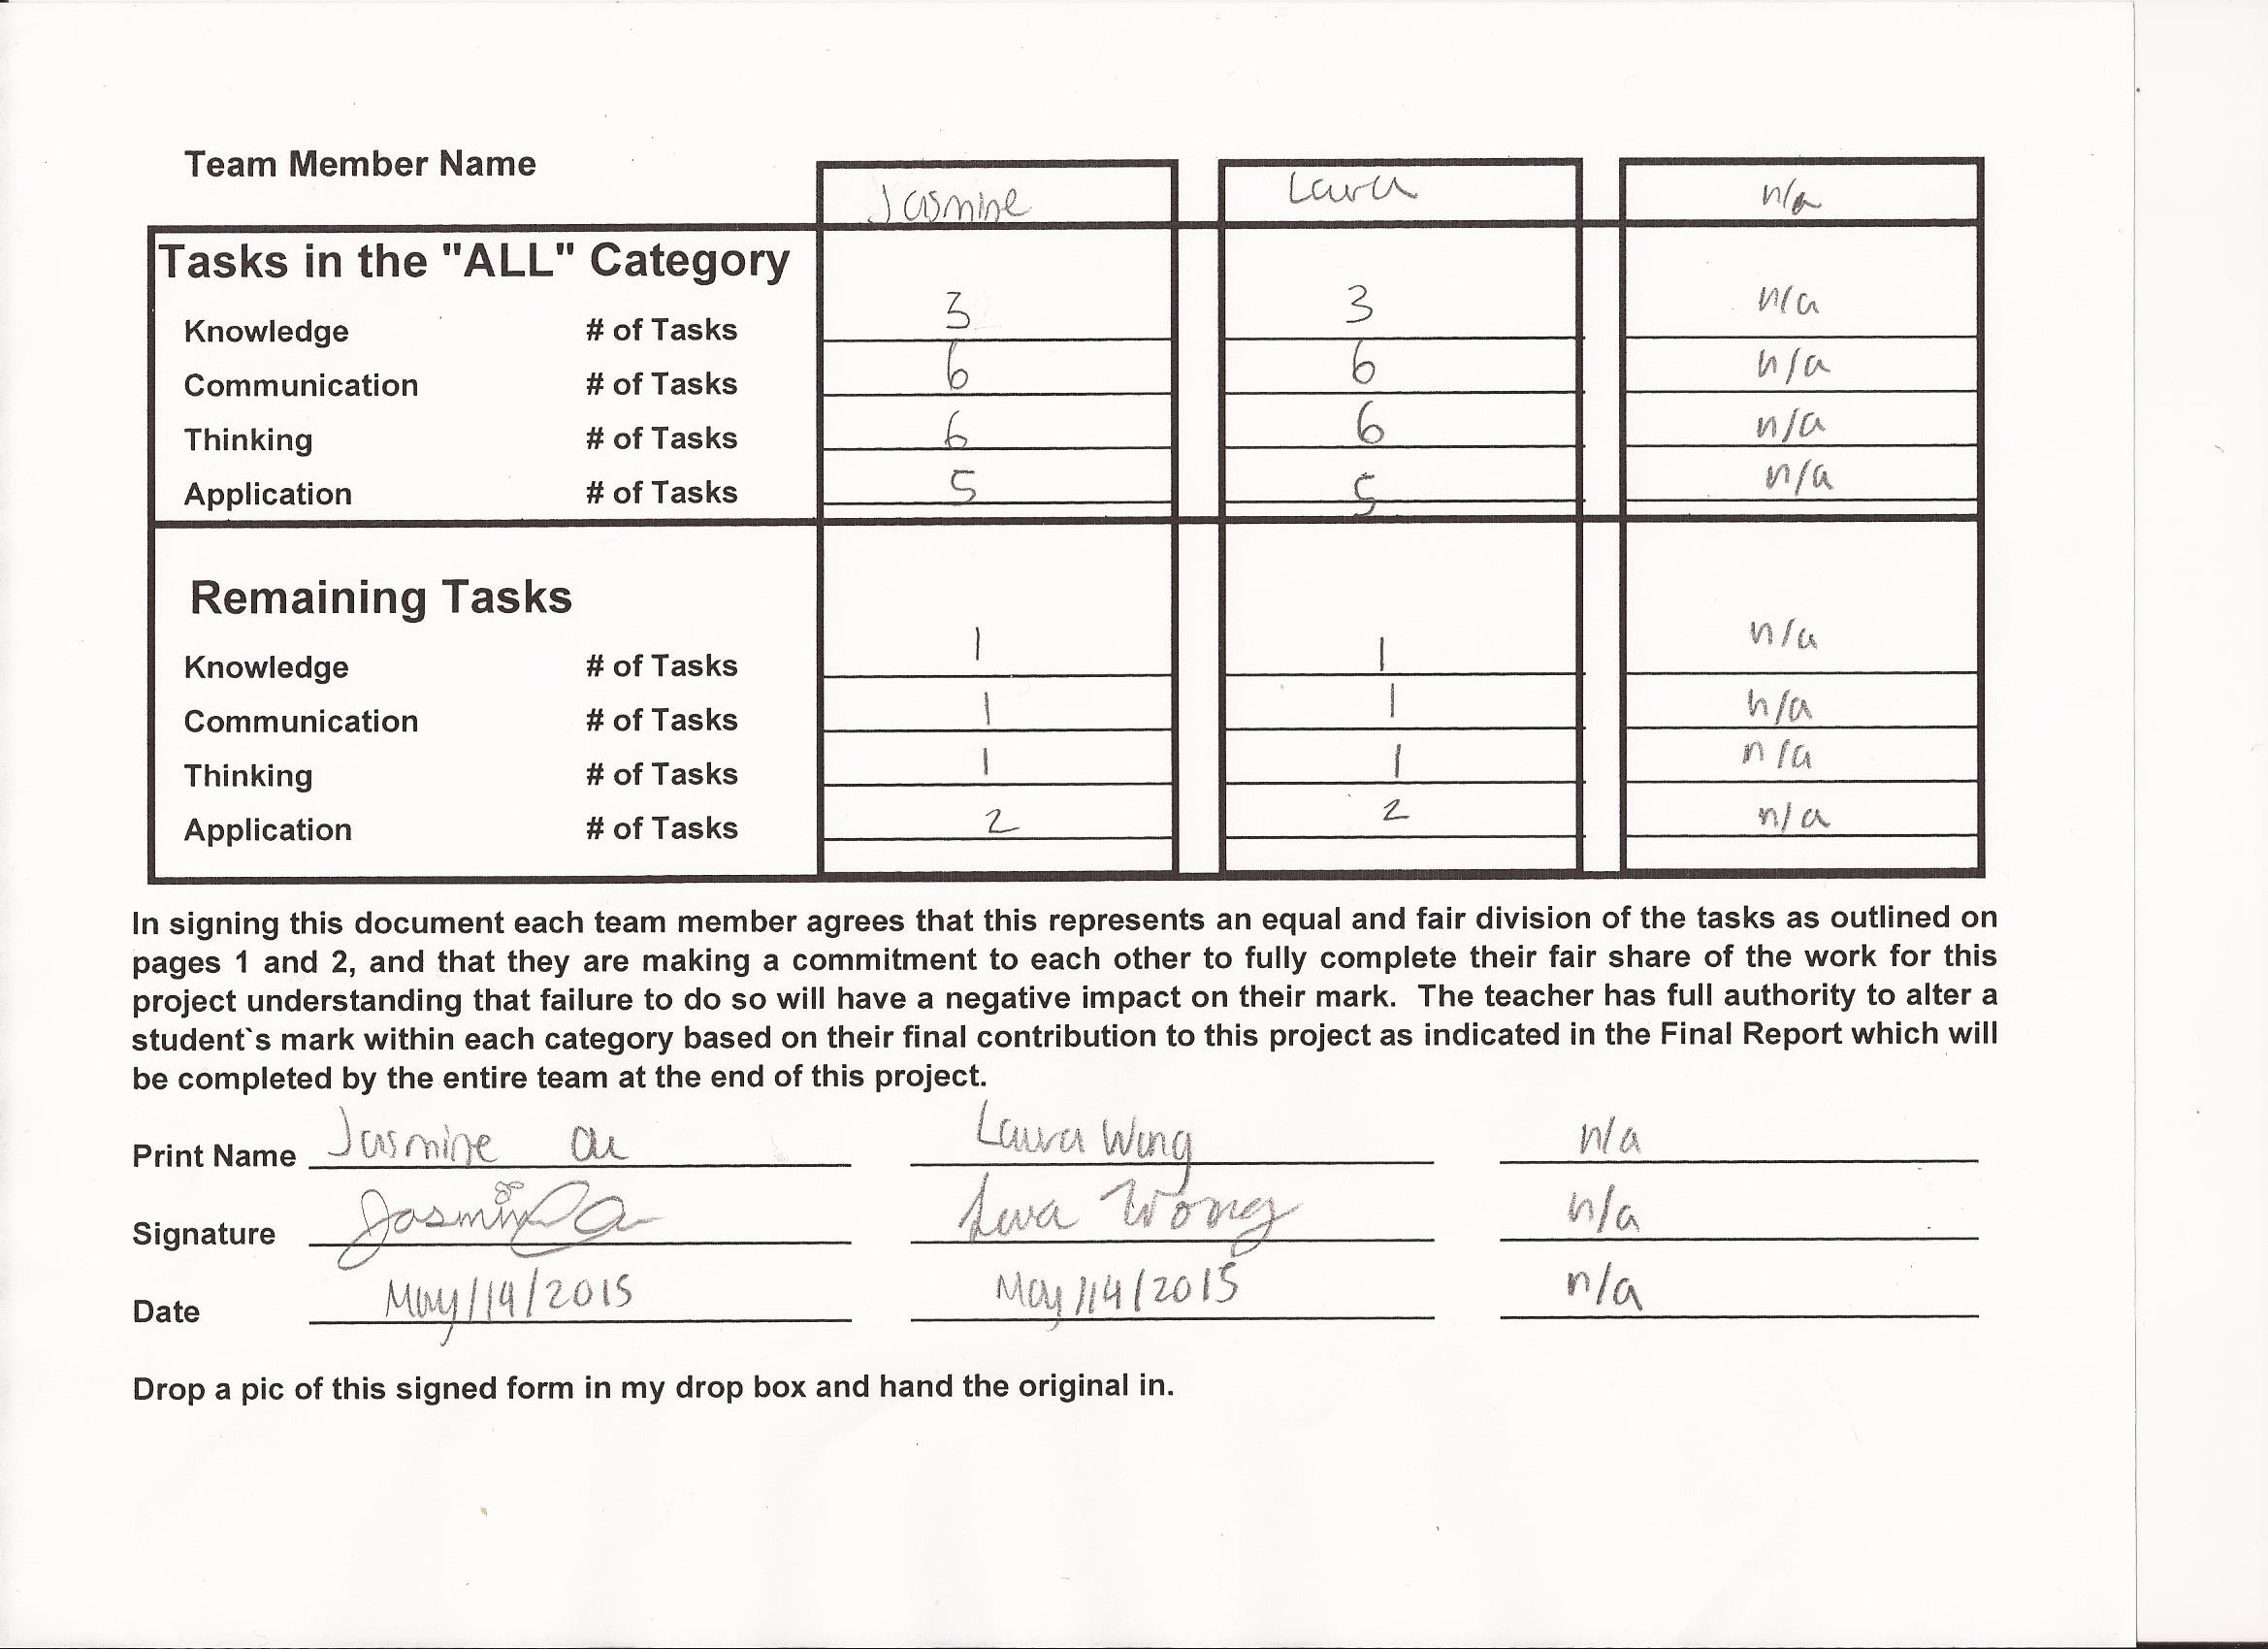 Team Member Name Jasmine Laura n/a
Tasks in the "ALL" Category
Knowledge # of Tasks 3 3 n/a
Communication # of Tasks 6 6 n/a
Thinking # of Tasks 6 6 n/a
Application # of Tasks 5 5 n/a
Remaining Tasks
Knowledge # of Tasks 1 1 n/a
Communication # of Tasks 1 1 n/a
Thinking # of Tasks 1 1 n/a
Application # of Tasks 2 2 n/a
In signing this document each team member agrees that this represents an equal and fair division of the tasks as outlined on
pages 1 and 2, and that they are making a commitment to each other to fully complete their fair share of the work for this
project understanding that failure to do so will have a negative impact on their mark. The teacher has full authority to alter a
student`s mark within each category based on their final contribution to this project as indicated in the Final Report which will
be completed by the entire team at the end of this project.
Print Name Jasmine au Laura Wong n/a
Signature Jasmin Wong n/a
Date May/14/2015 May/14/2015 n/a
Drop a pic of this signed form in my drop box and hand the original in.